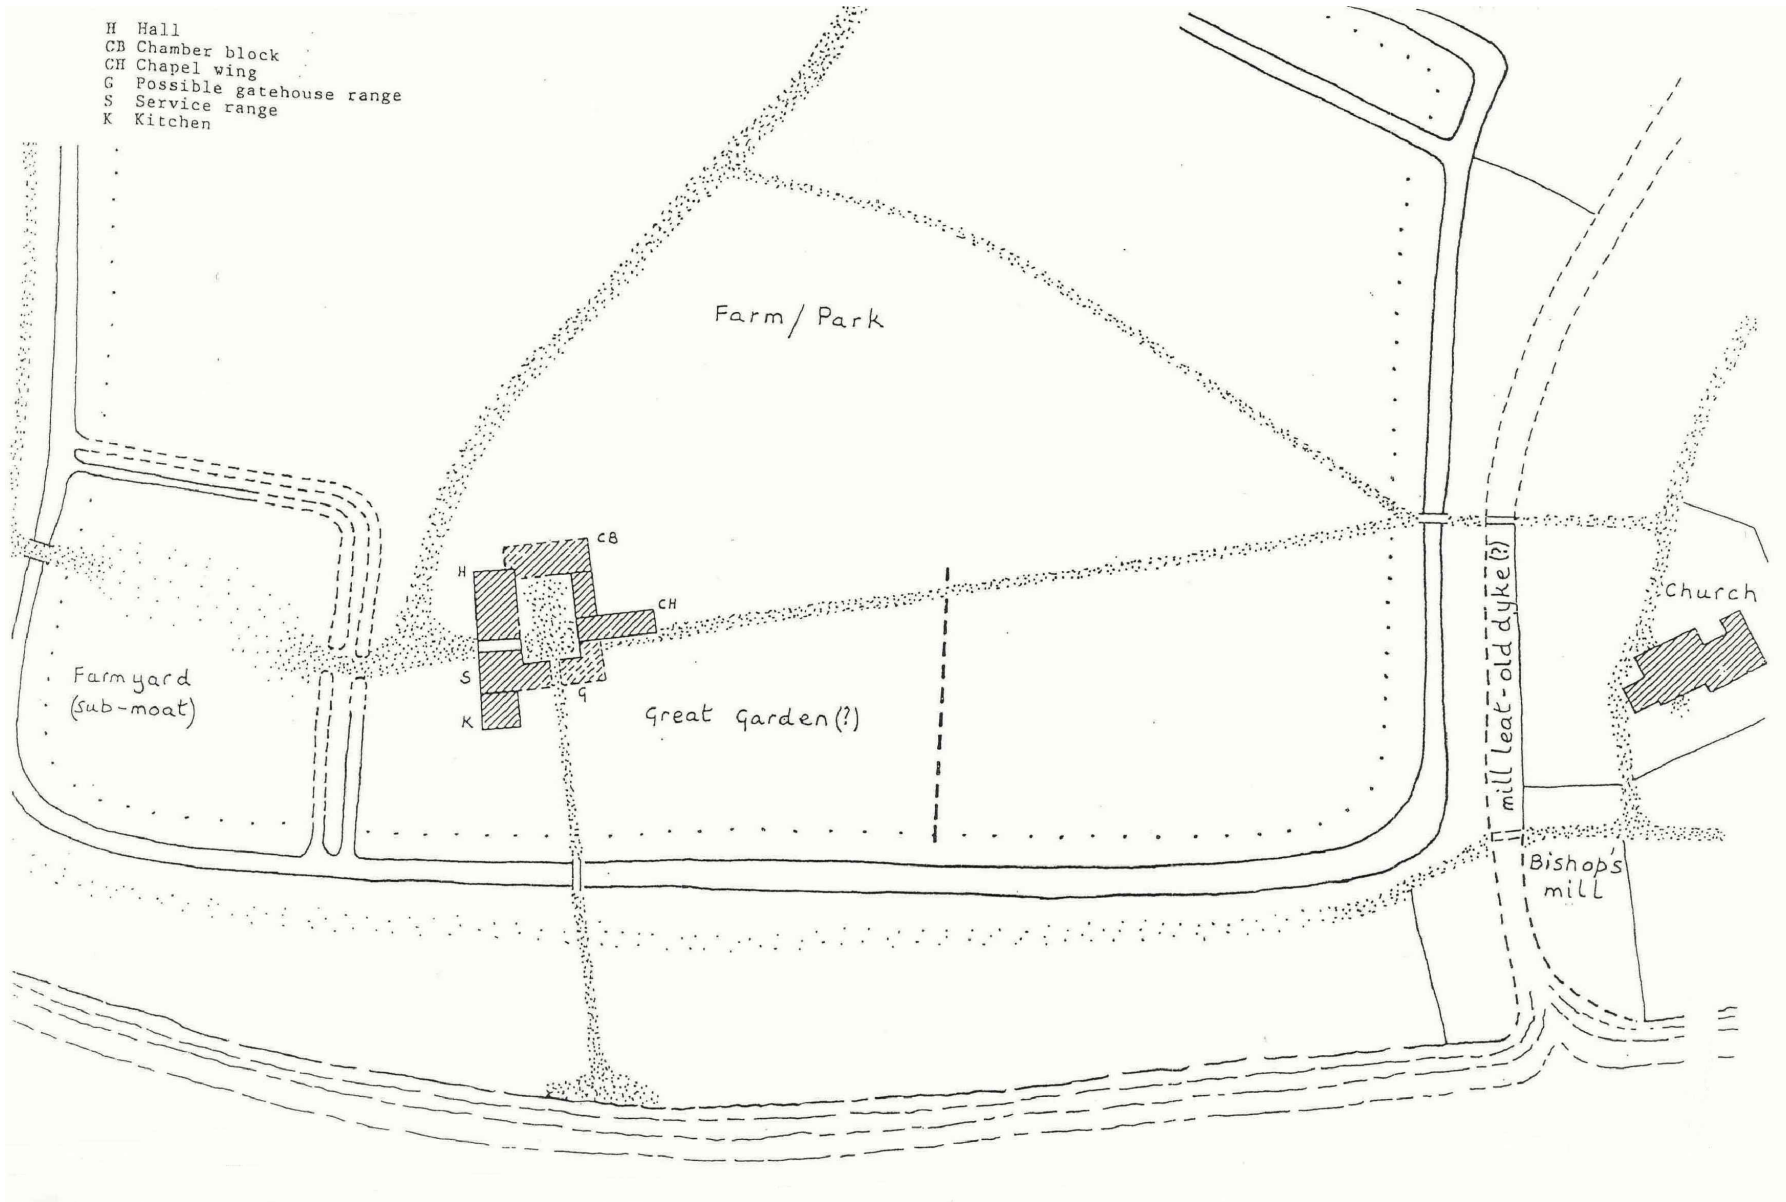 H Hall
CB Chamber block
CH Chapel wing
G Possible gatehouse range
S Service range
K Kitchen
Farm/Park
CB
H
CH
Church
mill leat-old dyke(?)
Farmyard
(sub-moat)
S
G
K
Great Garden(?)
Bishop's
mill